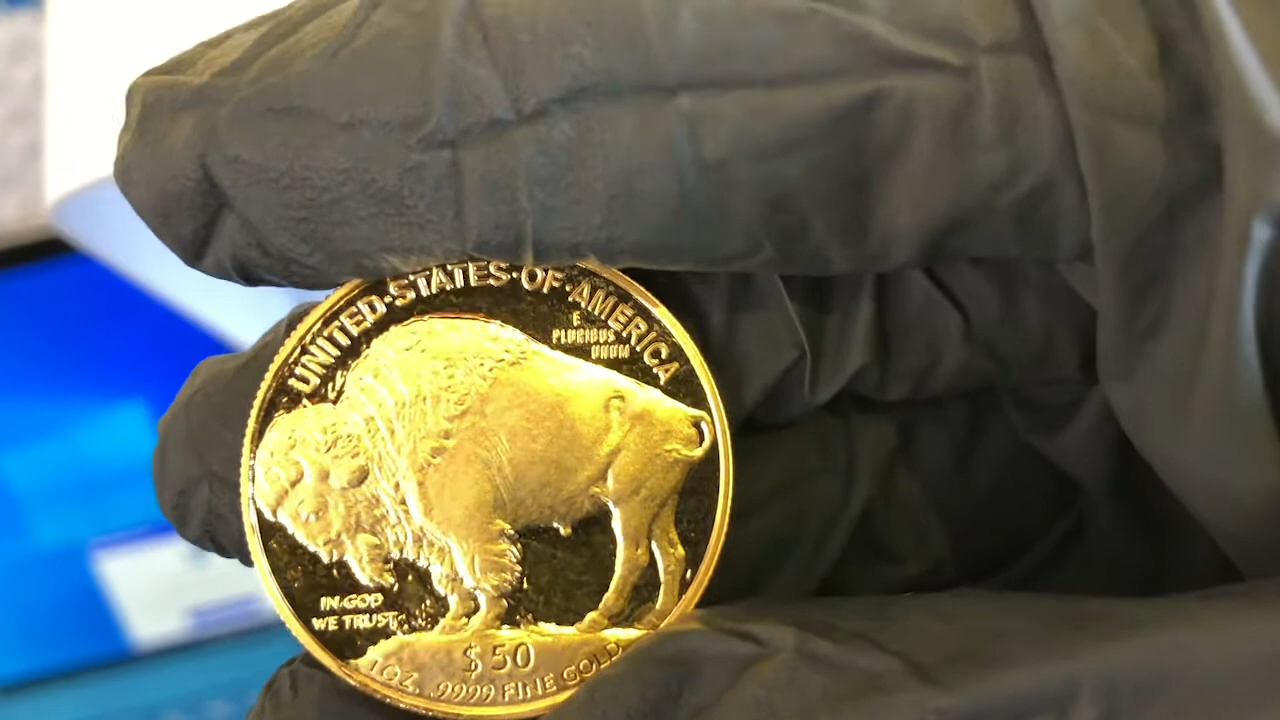 UNITED·STATES·OF·AMERICA
E
PLURIBUS
UNUM
IN·GOD
WE TRUST
$50
1 OZ. .9999 FINE GOLD